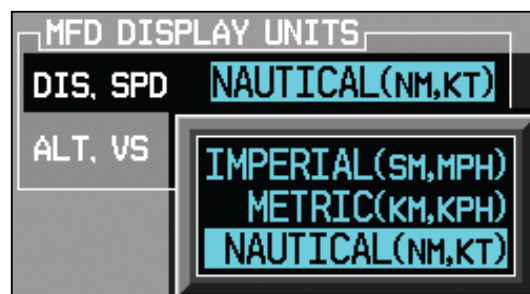 MFD DISPLAY UNITS
DIS, SPD NAUTICAL(NM,KT)
ALT, VS
IMPERIAL(SM,MPH)
METRIC(KM,KPH)
NAUTICAL(NM,KT)